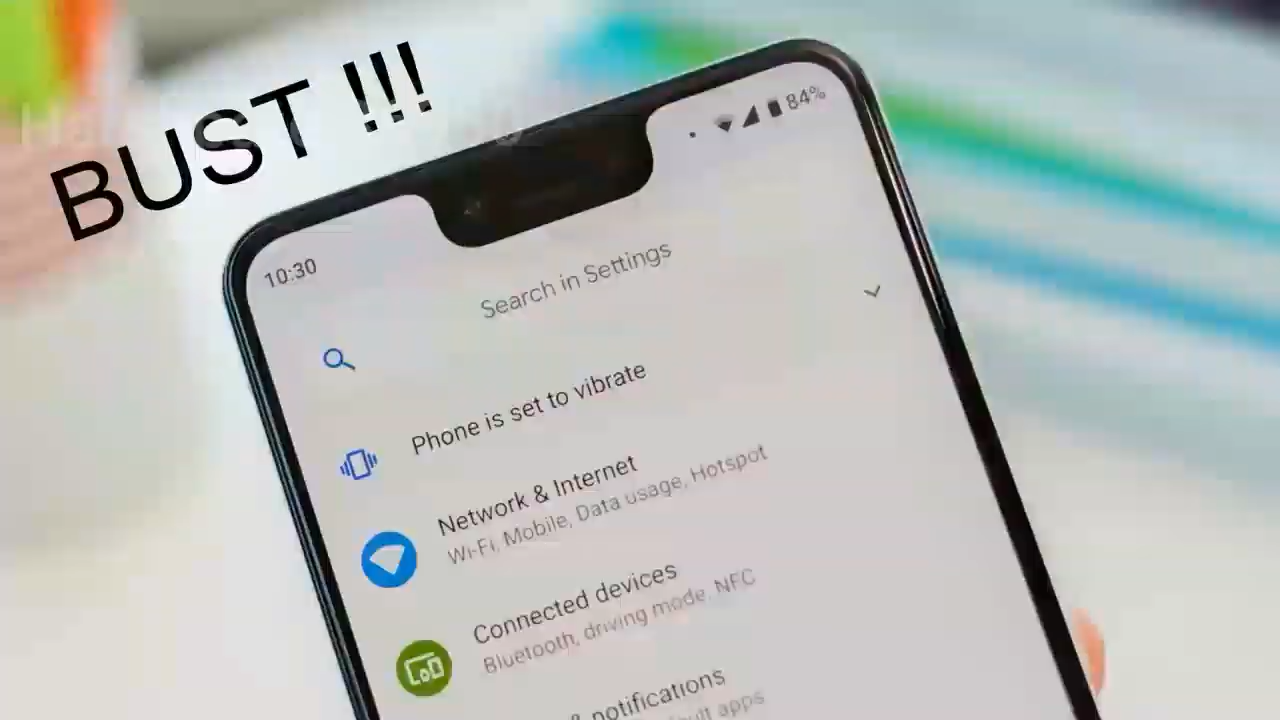 BUST !!!
84%
10:30
Search in Settings
Phone is set to vibrate
Network & Internet
Wi-Fi, Mobile, Data usage, Hotspot
Connected devices
Bluetooth, driving mode, NFC
& notifications
apps